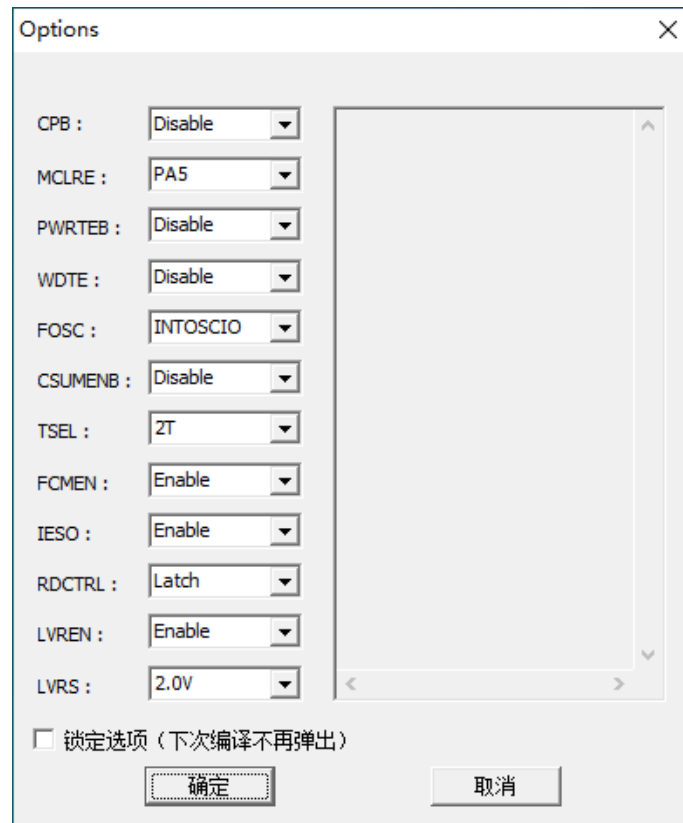 Options
CPB : Disable
MCLRE : PA5
PWRTEB : Disable
WDTE : Disable
FOSC : INTOSCIO
CSUMENB : Disable
TSEL : 2T
FCMEN : Enable
IESO : Enable
RDCTRL : Latch
LVREN : Enable
LVRS : 2.0V
锁定选项（下次编译不再弹出）
确定 取消